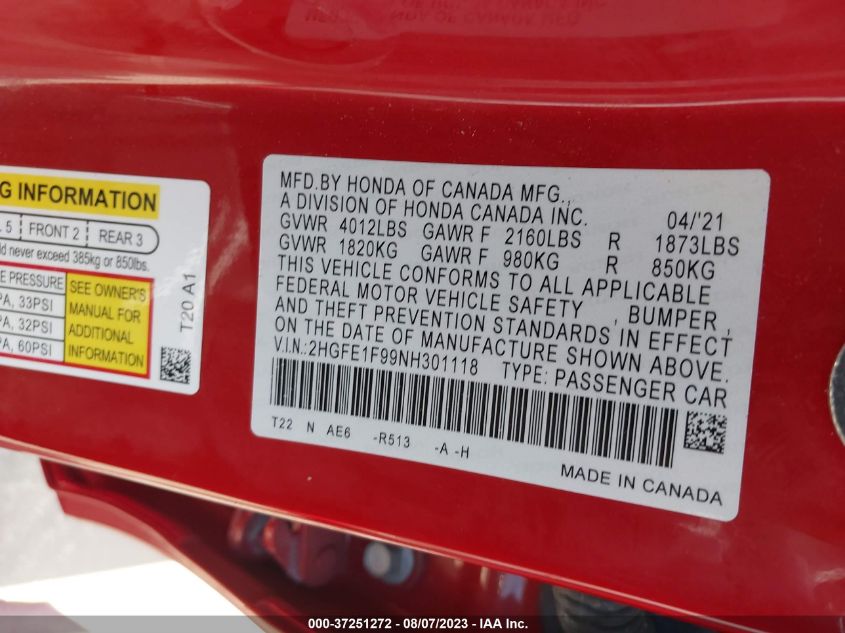 G INFORMATION
5 FRONT 2 REAR 3
never exceed 385kg or 850lbs.
PRESSURE
PA, 33PSI
PA, 32PSI
PA, 60PSI
SEE OWNER'S
MANUAL FOR
ADDITIONAL
INFORMATION
T20 A1
MFD.BY HONDA OF CANADA MFG.,
A DIVISION OF HONDA CANADA INC. 04/'21
GVWR 4012LBS GAWR F 2160LBS R 1873LBS
GVWR 1820KG GAWR F 980KG R 850KG
THIS VEHICLE CONFORMS TO ALL APPLICABLE
FEDERAL MOTOR VEHICLE SAFETY , BUMPER,
AND THEFT PREVENTION STANDARDS IN EFFECT
ON THE DATE OF MANUFACTURE SHOWN ABOVE.
V.I.N.:2HGFE1F99NH301118 TYPE: PASSENGER CAR
T22 N AE6 -R513 -A -H
MADE IN CANADA
000-37251272 - 08/07/2023 - IAA Inc.